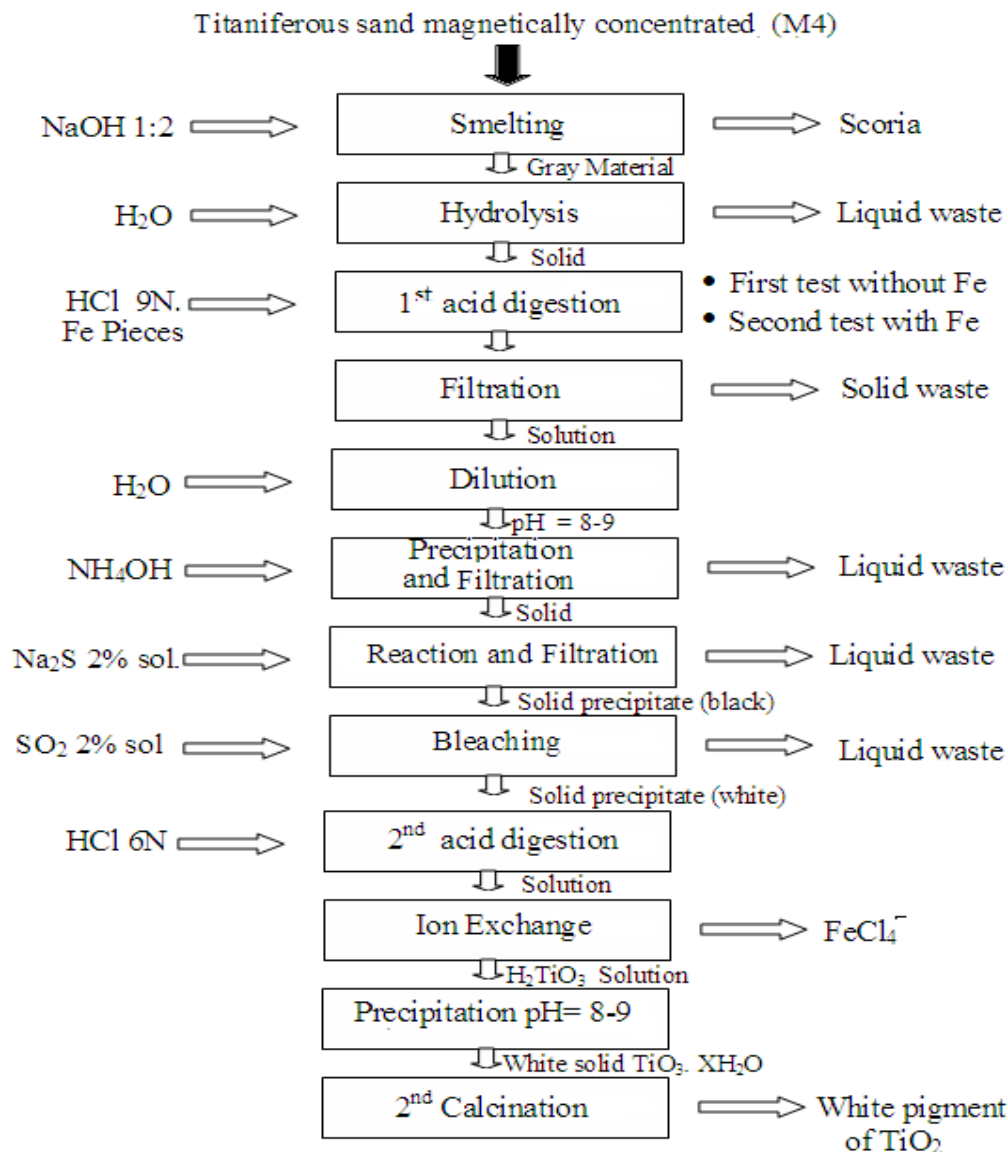 Titaniferous sand magnetically concentrated (M4)
NaOH 1:2
Smelting
Scoria
Gray Material
H₂O
Hydrolysis
Liquid waste
Solid
HCl 9N.
Fe Pieces
1ˢᵗ acid digestion
• First test without Fe
• Second test with Fe
Filtration
Solid waste
Solution
H₂O
Dilution
pH = 8-9
NH₄OH
Precipitation
and Filtration
Liquid waste
Solid
Na₂S 2% sol.
Reaction and Filtration
Liquid waste
Solid precipitate (black)
SO₂ 2% sol
Bleaching
Liquid waste
Solid precipitate (white)
HCl 6N
2ⁿᵈ acid digestion
Solution
Ion Exchange
FeCl₄⁻
H₂TiO₃ Solution
Precipitation pH= 8-9
White solid TiO₃. XH₂O
2ⁿᵈ Calcination
White pigment
of TiO₂